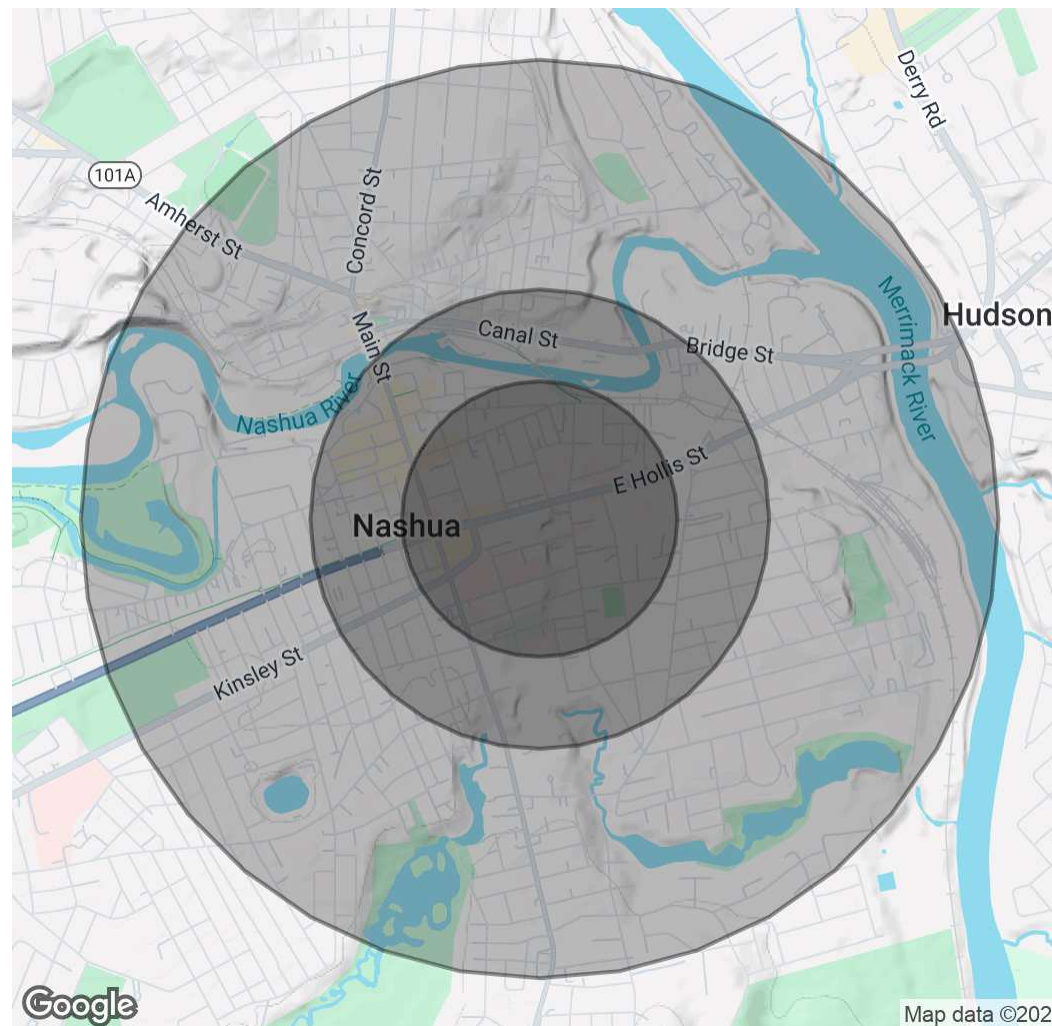 Derry Rd
101A
Amherst St
Concord St
Merrimack River
Hudson
Main St
Canal St
Bridge St
Nashua River
E Hollis St
Nashua
Kinsley St
Google
Map data ©202